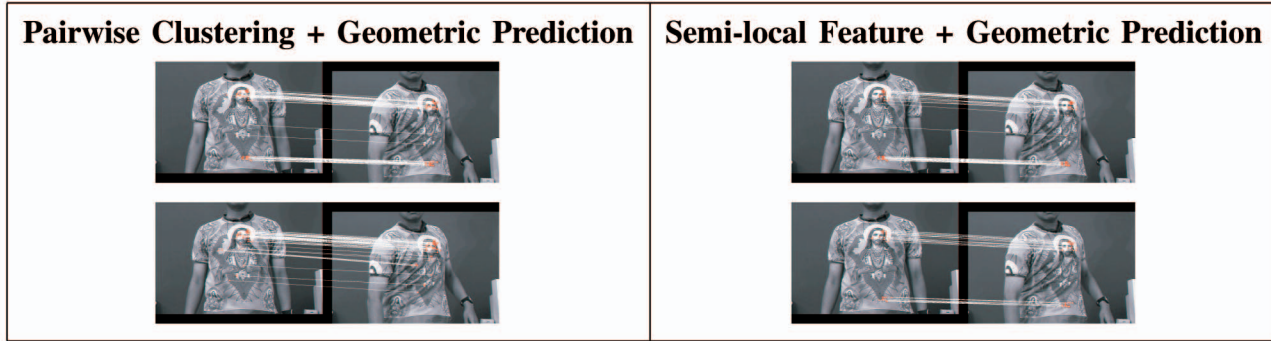 Pairwise Clustering + Geometric Prediction
Semi-local Feature + Geometric Prediction